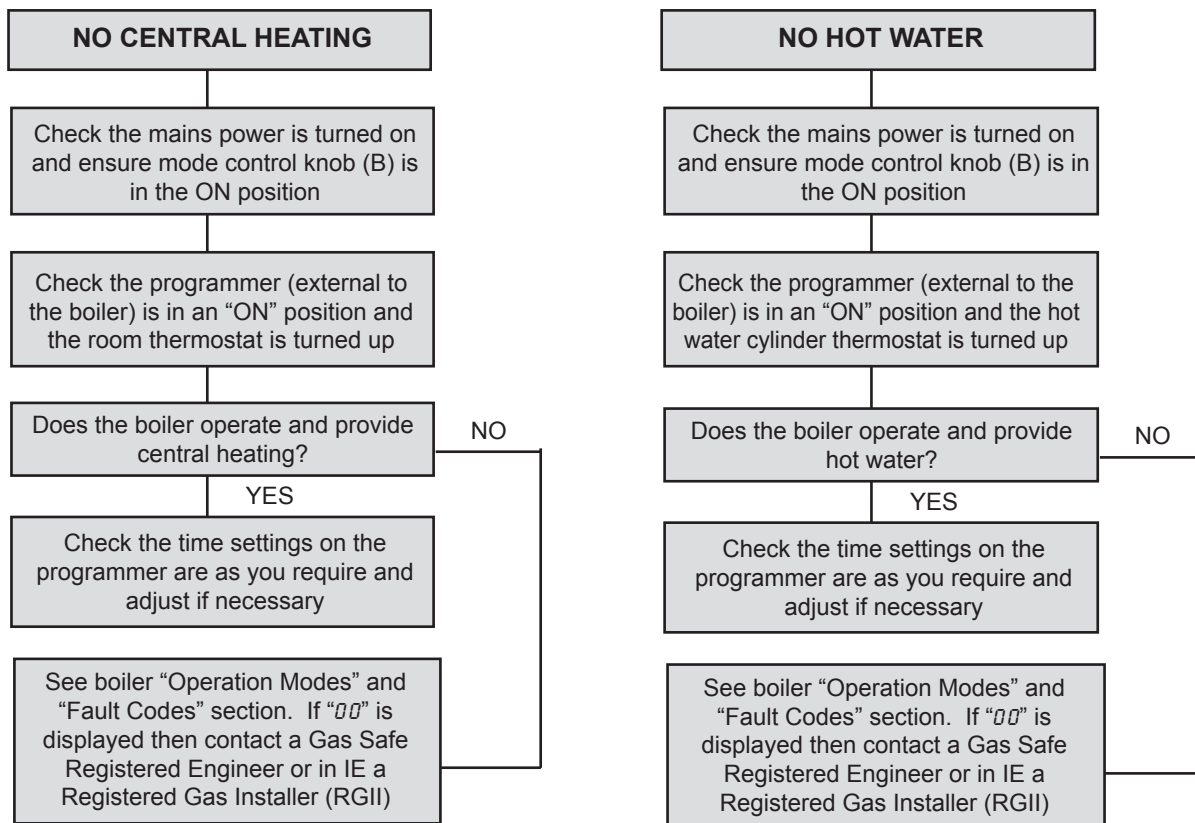 NO CENTRAL HEATING
Check the mains power is turned on
and ensure mode control knob (B) is
in the ON position
Check the programmer (external to
the boiler) is in an “ON” position and
the room thermostat is turned up
Does the boiler operate and provide
central heating?
NO
YES
Check the time settings on the
programmer are as you require and
adjust if necessary
See boiler “Operation Modes” and
“Fault Codes” section. If “00” is
displayed then contact a Gas Safe
Registered Engineer or in IE a
Registered Gas Installer (RGII)
NO HOT WATER
Check the mains power is turned on
and ensure mode control knob (B) is in
the ON position
Check the programmer (external to the
boiler) is in an “ON” position and the hot
water cylinder thermostat is turned up
Does the boiler operate and provide
hot water?
NO
YES
Check the time settings on the
programmer are as you require and
adjust if necessary
See boiler “Operation Modes” and
“Fault Codes” section. If “00” is
displayed then contact a Gas Safe
Registered Engineer or in IE a
Registered Gas Installer (RGII)